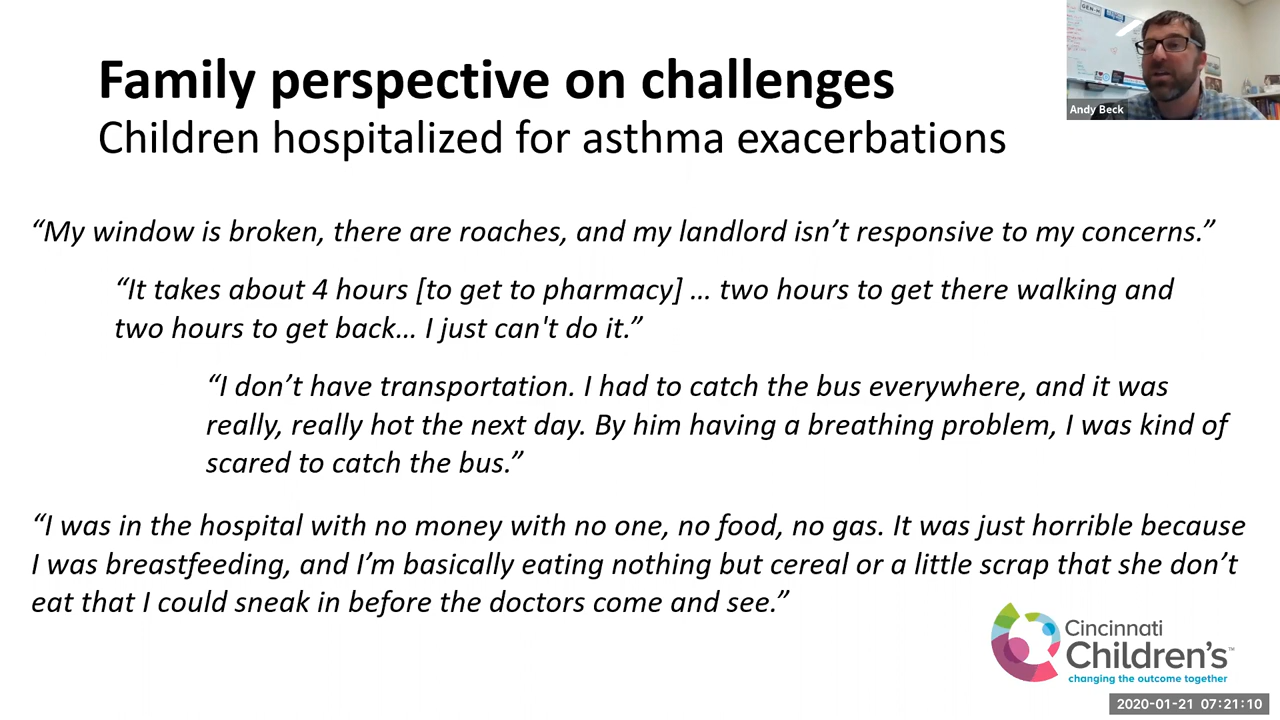 Family perspective on challenges
Children hospitalized for asthma exacerbations
Andy Beck
“My window is broken, there are roaches, and my landlord isn’t responsive to my concerns.”
“It takes about 4 hours [to get to pharmacy] … two hours to get there walking and
two hours to get back… I just can't do it.”
“I don’t have transportation. I had to catch the bus everywhere, and it was
really, really hot the next day. By him having a breathing problem, I was kind of
scared to catch the bus.”
“I was in the hospital with no money with no one, no food, no gas. It was just horrible because
I was breastfeeding, and I’m basically eating nothing but cereal or a little scrap that she don’t
eat that I could sneak in before the doctors come and see.”
Cincinnati
Children’s™
changing the outcome together
2020-01-21 07:21:10